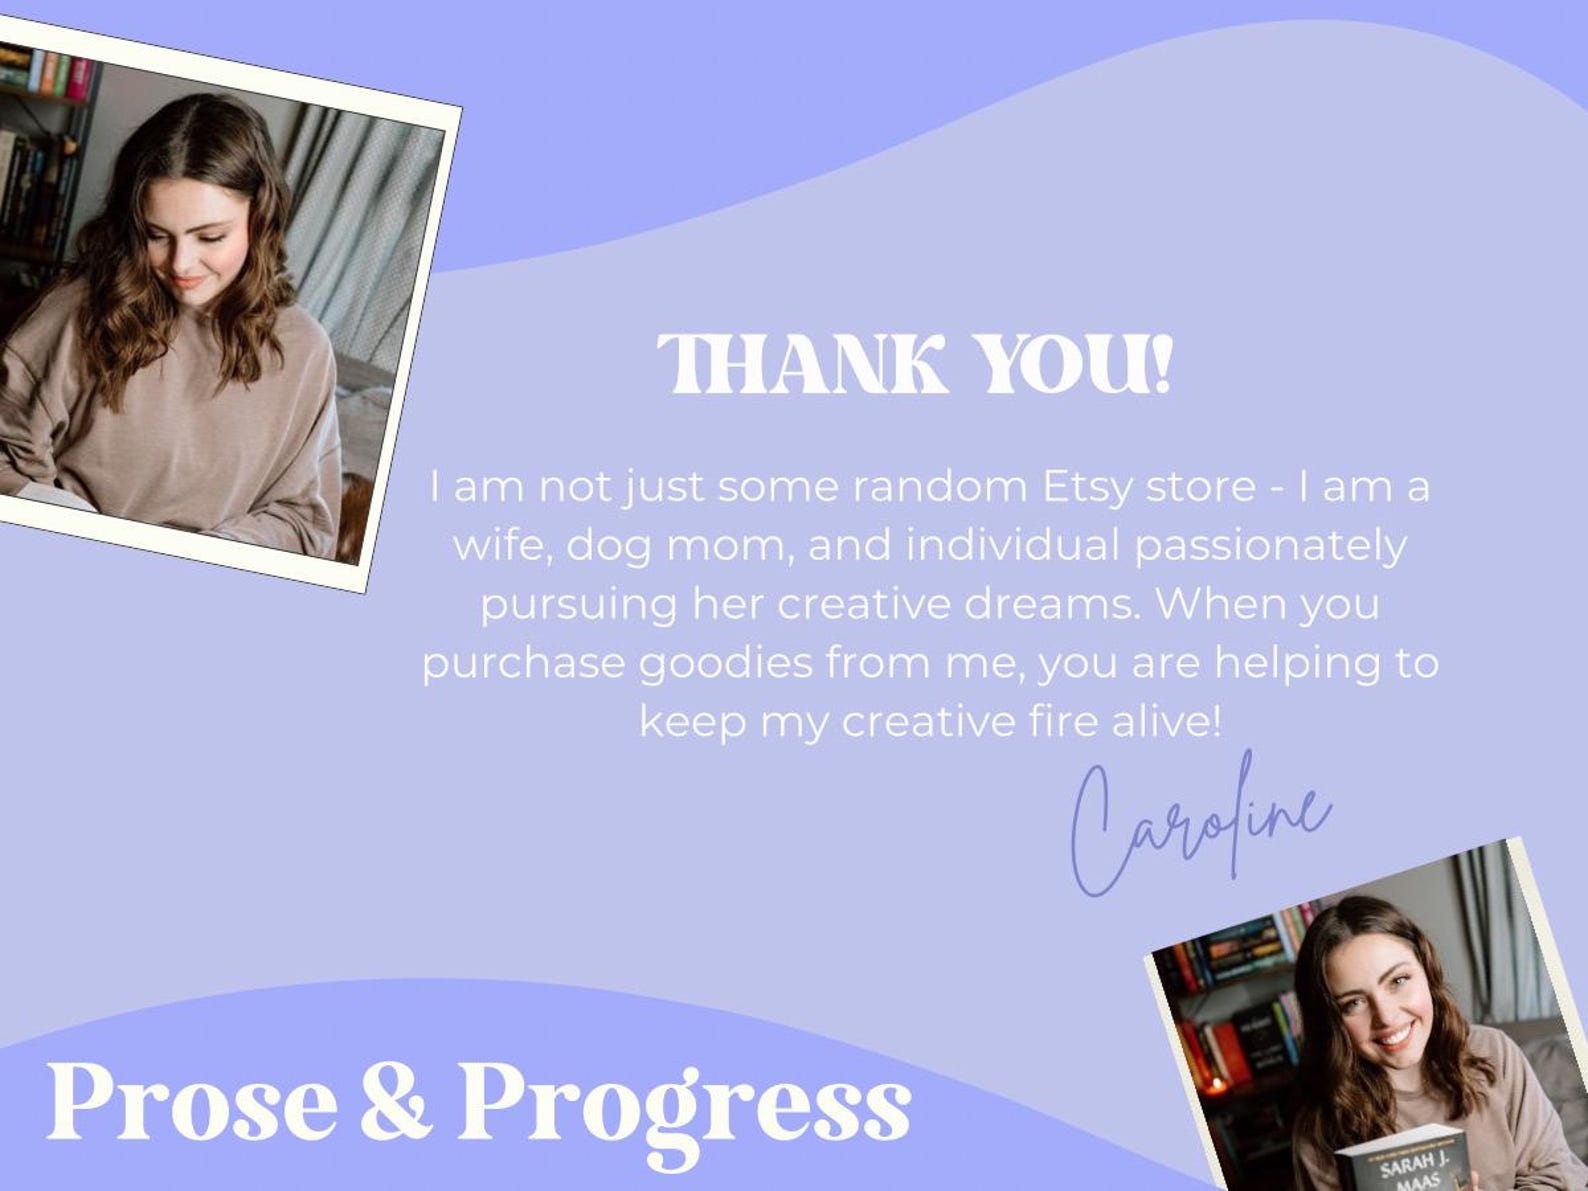 THANK YOU!
I am not just some random Etsy store - I am a
wife, dog mom, and individual passionately
pursuing her creative dreams. When you
purchase goodies from me, you are helping to
keep my creative fire alive!
Caroline
Prose & Progress
SARAH J.
MAAS